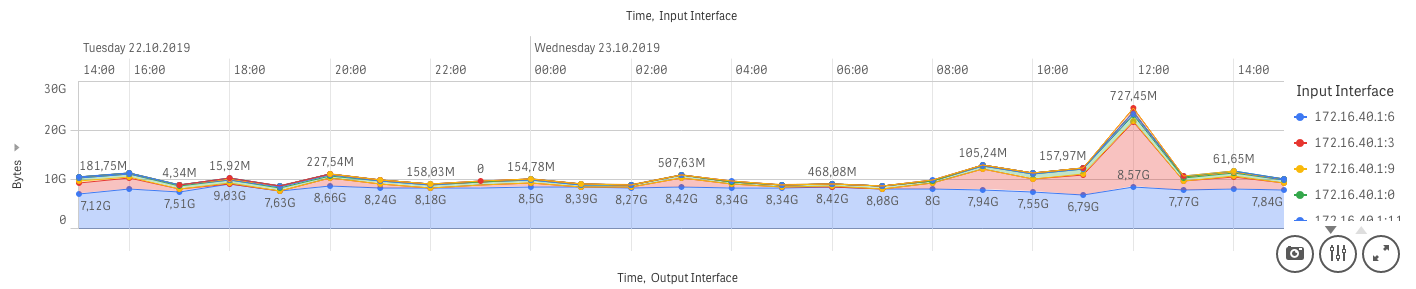 Time, Input Interface
Tuesday 22.10.2019
Wednesday 23.10.2019
14:00 16:00 18:00 20:00 22:00 00:00 02:00 04:00 06:00 08:00 10:00 12:00 14:00
30G
20G
10G
0
Bytes
181,75M 4,34M 15,92M 227,54M 158,03M 0 154,78M 507,63M 468,08M 105,24M 157,97M 727,45M 61,65M
7,12G 7,51G 9,03G 7,63G 8,66G 8,24G 8,18G 8,5G 8,39G 8,27G 8,42G 8,34G 8,34G 8,42G 8,08G 8G 7,94G 7,55G 6,79G 8,57G 7,77G 7,84G
Input Interface
172.16.40.1:6
172.16.40.1:3
172.16.40.1:9
172.16.40.1:0
172.16.40.1:11
Time, Output Interface